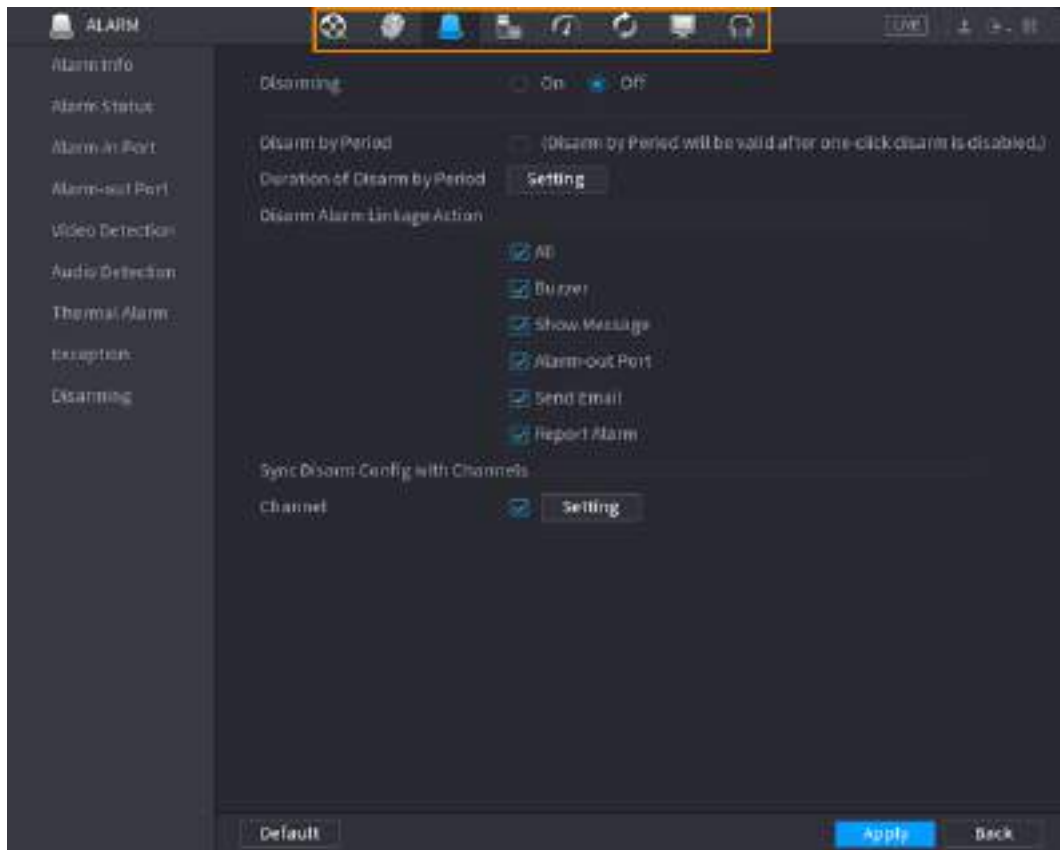 ALARM
LIVE
Alarm Info
Alarm Status
Alarm-in Port
Alarm-out Port
Video Detection
Audio Detection
Thermal Alarm
Exception
Disarming
Disarming On Off
Disarm by Period (Disarm by Period will be valid after one-click disarm is disabled.)
Duration of Disarm by Period Setting
Disarm Alarm Linkage Action
All
Buzzer
Show Message
Alarm-out Port
Send Email
Report Alarm
Sync Disarm Config with Channels
Channel Setting
Default Apply Back